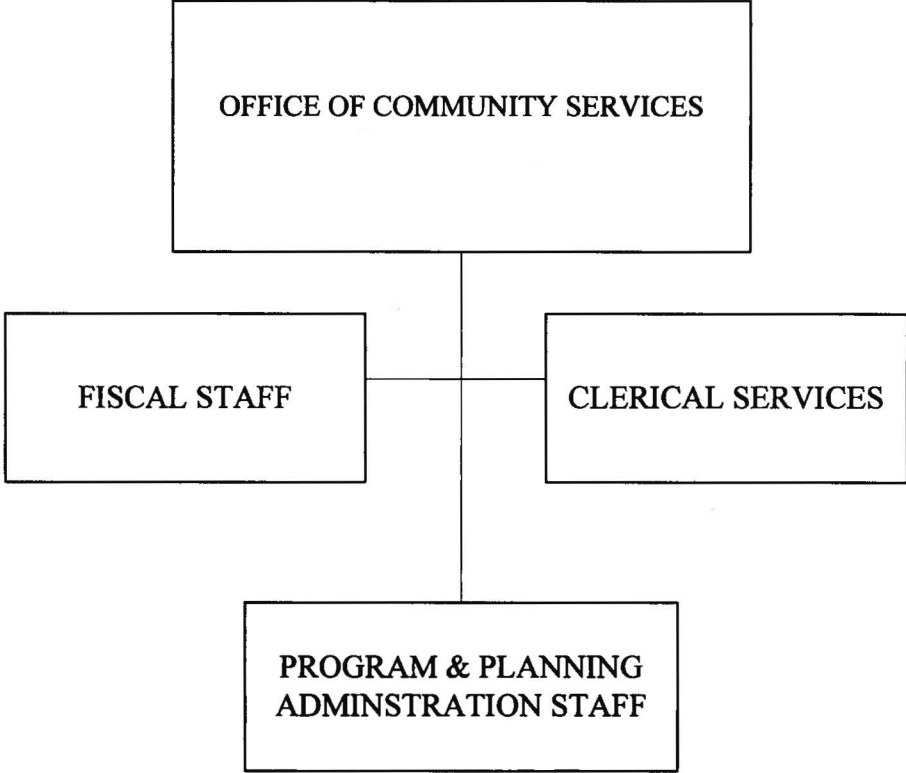 OFFICE OF COMMUNITY SERVICES
FISCAL STAFF
CLERICAL SERVICES
PROGRAM & PLANNING
ADMINSTRATION STAFF